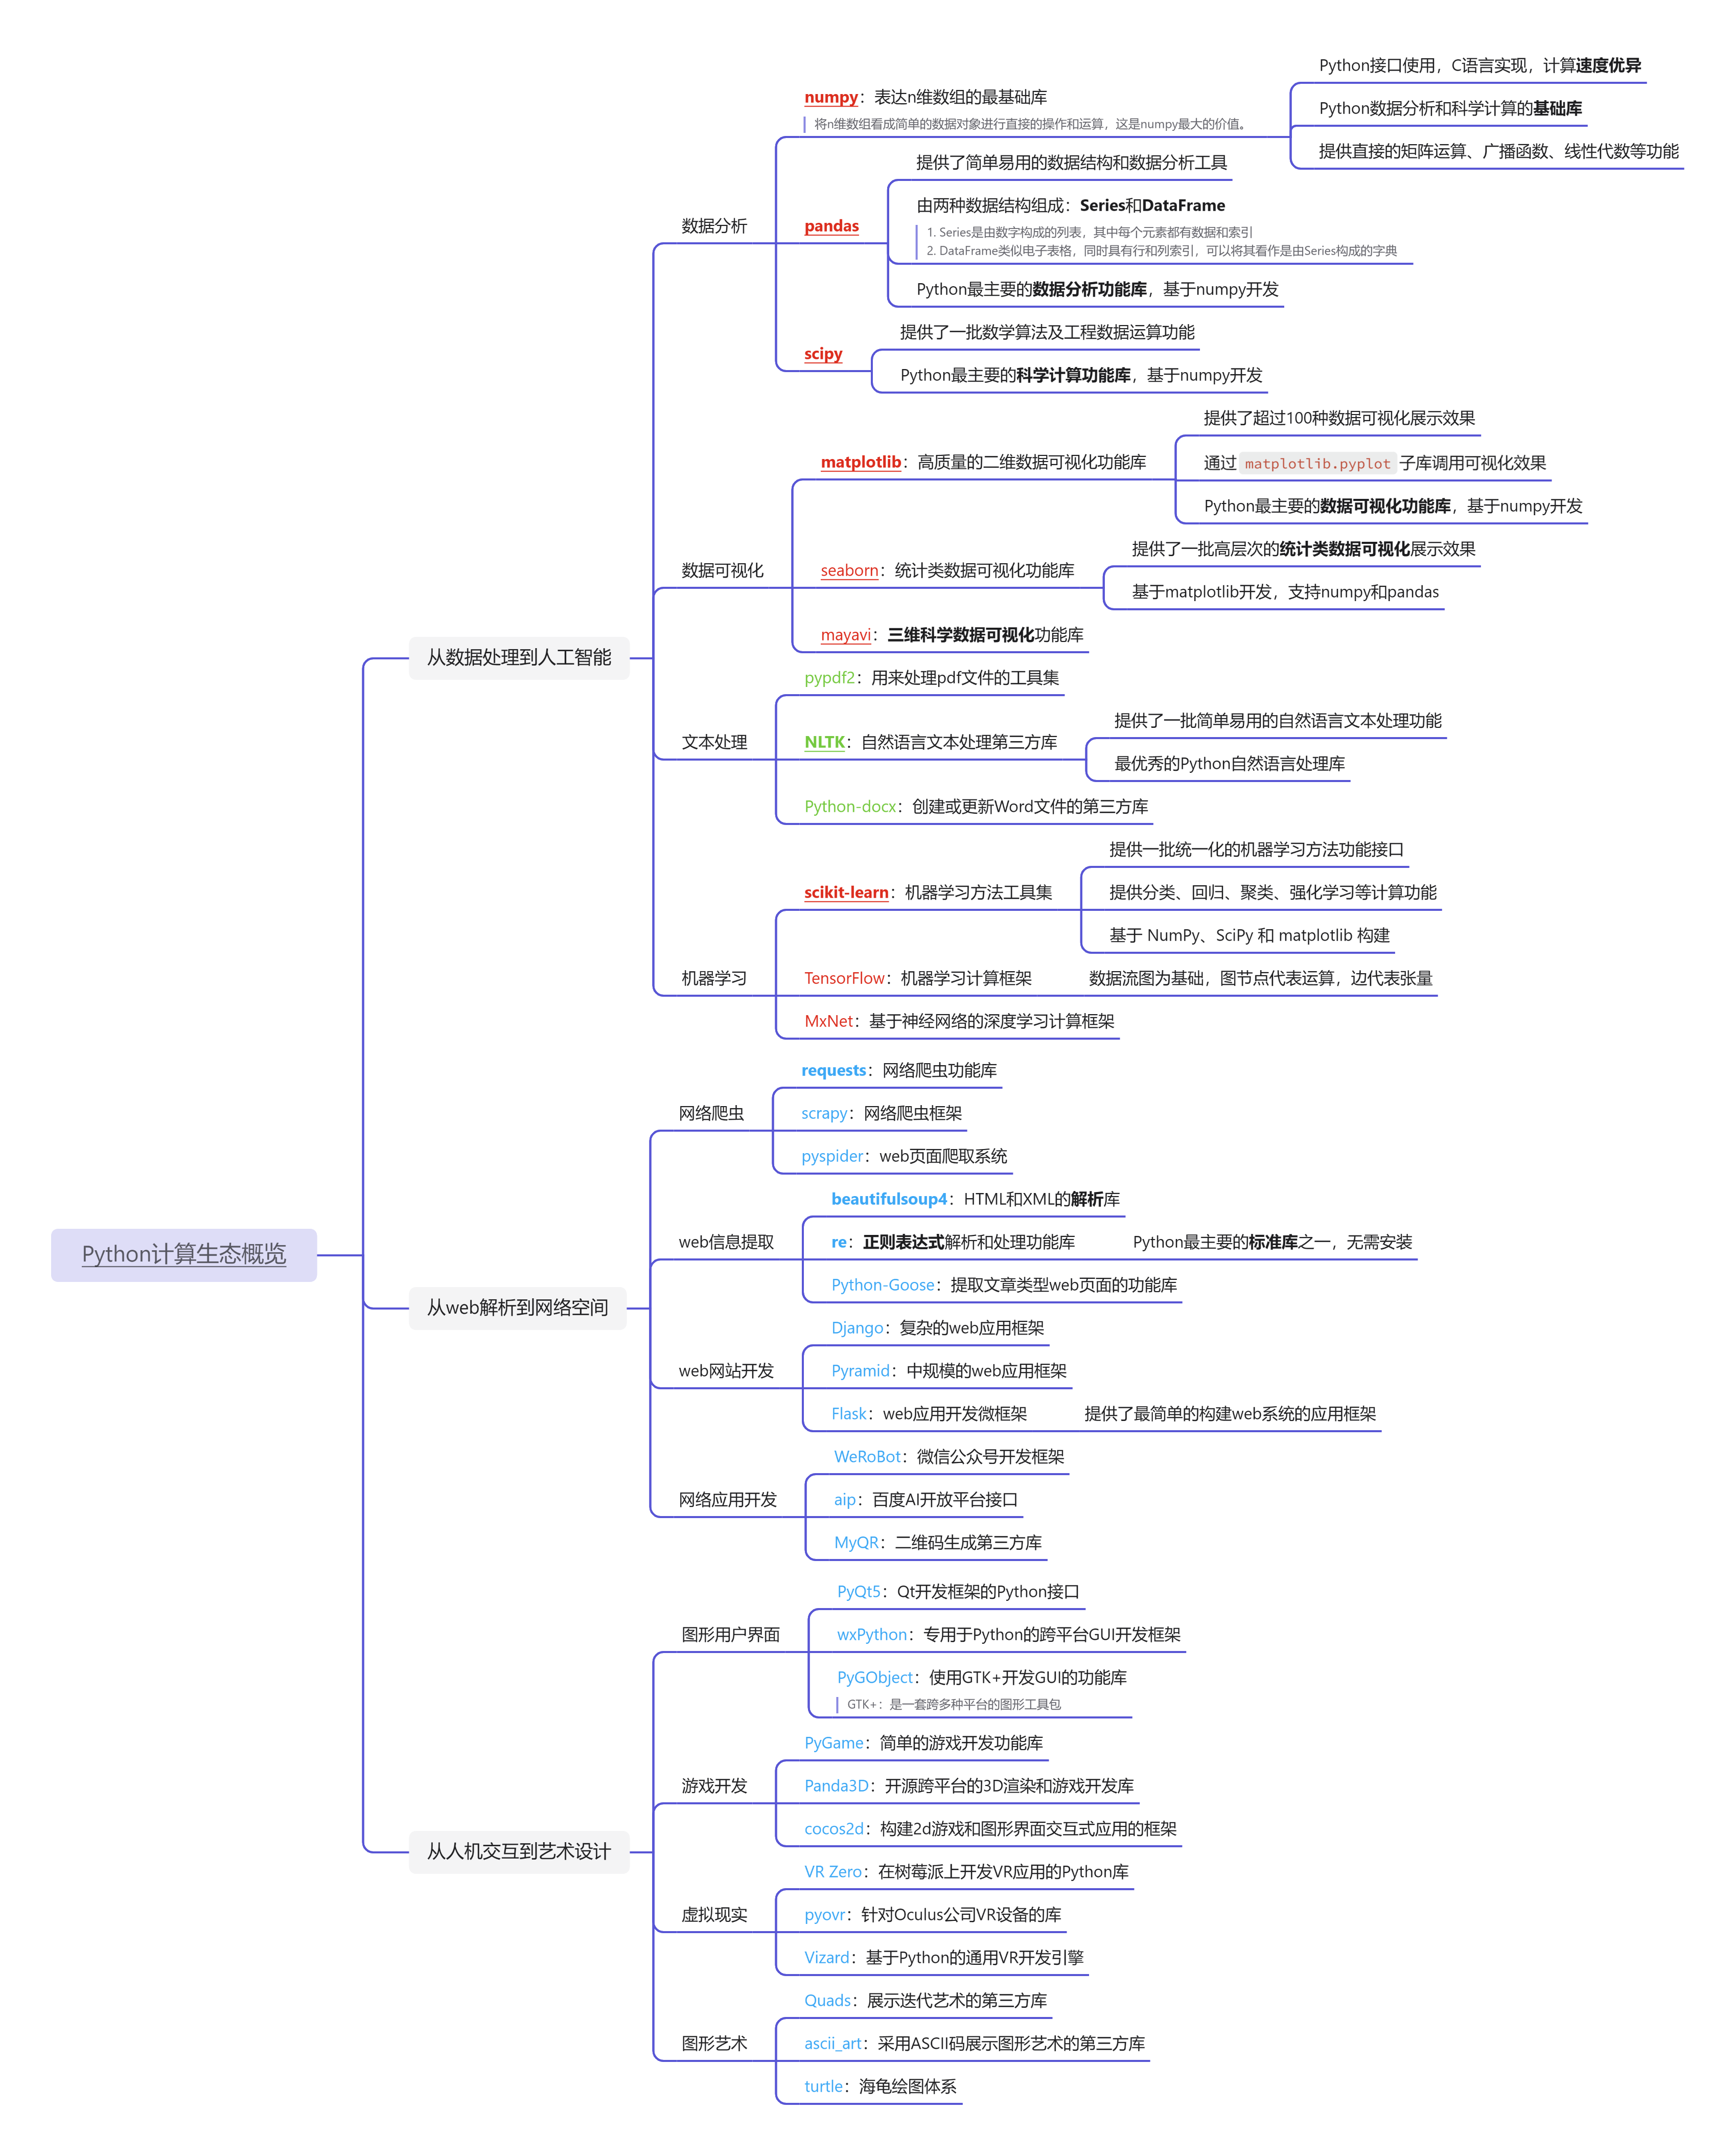 Python计算生态概览
从数据处理到人工智能
数据分析
numpy：表达n维数组的最基础库
将n维数组看成简单的数据对象进行直接的操作和运算，这是numpy最大的价值。
Python接口使用，C语言实现，计算速度优异
Python数据分析和科学计算的基础库
提供直接的矩阵运算、广播函数、线性代数等功能
pandas
提供了简单易用的数据结构和数据分析工具
由两种数据结构组成：Series和DataFrame
1. Series是由数字构成的列表，其中每个元素都有数据和索引
2. DataFrame类似电子表格，同时具有行和列索引，可以将其看作是由Series构成的字典
Python最主要的数据分析功能库，基于numpy开发
scipy
提供了一批数学算法及工程数据运算功能
Python最主要的科学计算功能库，基于numpy开发
数据可视化
matplotlib：高质量的二维数据可视化功能库
提供了超过100种数据可视化展示效果
通过 matplotlib.pyplot 子库调用可视化效果
Python最主要的数据可视化功能库，基于numpy开发
seaborn：统计类数据可视化功能库
提供了一批高层次的统计类数据可视化展示效果
基于matplotlib开发，支持numpy和pandas
mayavi：三维科学数据可视化功能库
文本处理
pypdf2：用来处理pdf文件的工具集
NLTK：自然语言文本处理第三方库
提供了一批简单易用的自然语言文本处理功能
最优秀的Python自然语言处理库
Python-docx：创建或更新Word文件的第三方库
机器学习
scikit-learn：机器学习方法工具集
提供一批统一化的机器学习方法功能接口
提供分类、回归、聚类、强化学习等计算功能
基于 NumPy、SciPy 和 matplotlib 构建
TensorFlow：机器学习计算框架
数据流图为基础，图节点代表运算，边代表张量
MxNet：基于神经网络的深度学习计算框架
从web解析到网络空间
网络爬虫
requests：网络爬虫功能库
scrapy：网络爬虫框架
pyspider：web页面爬取系统
web信息提取
beautifulsoup4：HTML和XML的解析库
re：正则表达式解析和处理功能库
Python最主要的标准库之一，无需安装
Python-Goose：提取文章类型web页面的功能库
web网站开发
Django：复杂的web应用框架
Pyramid：中规模的web应用框架
Flask：web应用开发微框架
提供了最简单的构建web系统的应用框架
网络应用开发
WeRoBot：微信公众号开发框架
aip：百度AI开放平台接口
MyQR：二维码生成第三方库
从人机交互到艺术设计
图形用户界面
PyQt5：Qt开发框架的Python接口
wxPython：专用于Python的跨平台GUI开发框架
PyGObject：使用GTK+开发GUI的功能库
GTK+：是一套跨多种平台的图形工具包
游戏开发
PyGame：简单的游戏开发功能库
Panda3D：开源跨平台的3D渲染和游戏开发库
cocos2d：构建2d游戏和图形界面交互式应用的框架
虚拟现实
VR Zero：在树莓派上开发VR应用的Python库
pyovr：针对Oculus公司VR设备的库
Vizard：基于Python的通用VR开发引擎
图形艺术
Quads：展示迭代艺术的第三方库
ascii_art：采用ASCII码展示图形艺术的第三方库
turtle：海龟绘图体系